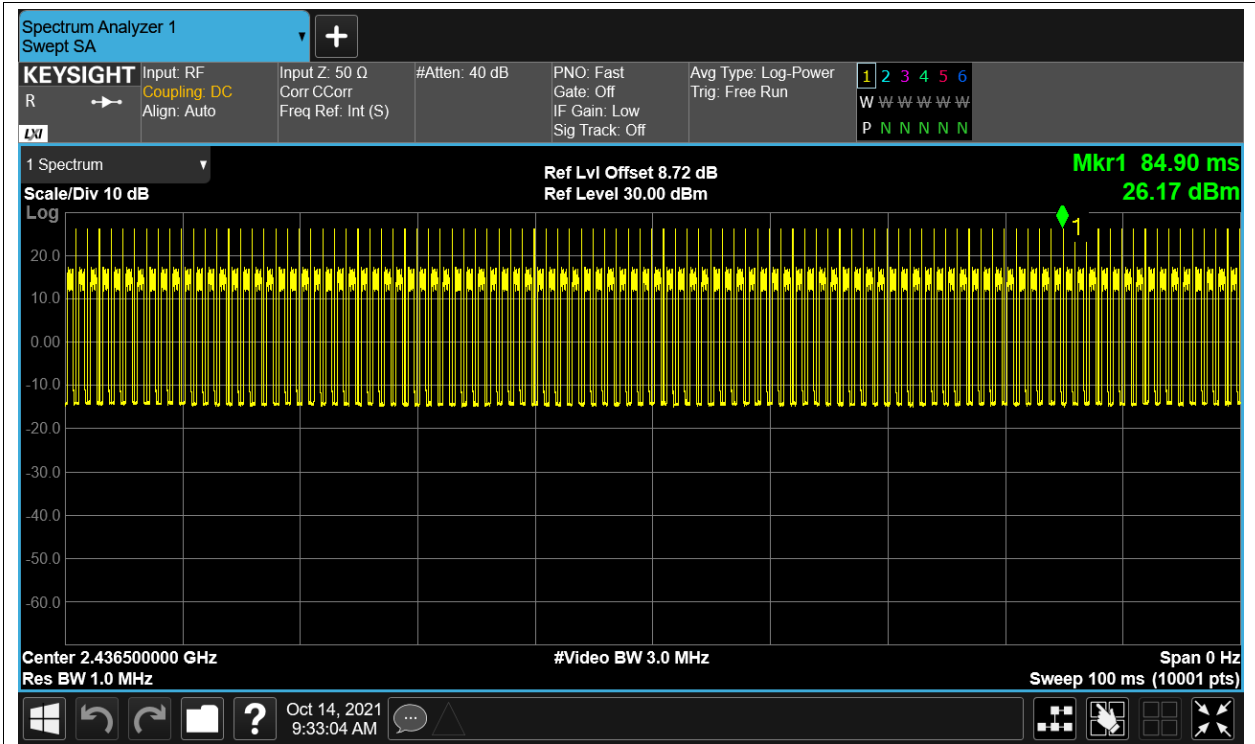 Spectrum Analyzer 1
Swept SA
+
KEYSIGHT
R
LXI
Input: RF
Coupling: DC
Align: Auto
Input Z: 50 Ω
Corr CCorr
Freq Ref: Int (S)
#Atten: 40 dB
PNO: Fast
Gate: Off
IF Gain: Low
Sig Track: Off
Avg Type: Log-Power
Trig: Free Run
1 2 3 4 5 6
W W W W W W
P N N N N N
1 Spectrum
Scale/Div 10 dB
Ref Lvl Offset 8.72 dB
Ref Level 30.00 dBm
Mkr1 84.90 ms
26.17 dBm
Log
1
20.0
10.0
0.00
-10.0
-20.0
-30.0
-40.0
-50.0
-60.0
Center 2.436500000 GHz
Res BW 1.0 MHz
#Video BW 3.0 MHz
Span 0 Hz
Sweep 100 ms (10001 pts)
?
Oct 14, 2021
9:33:04 AM